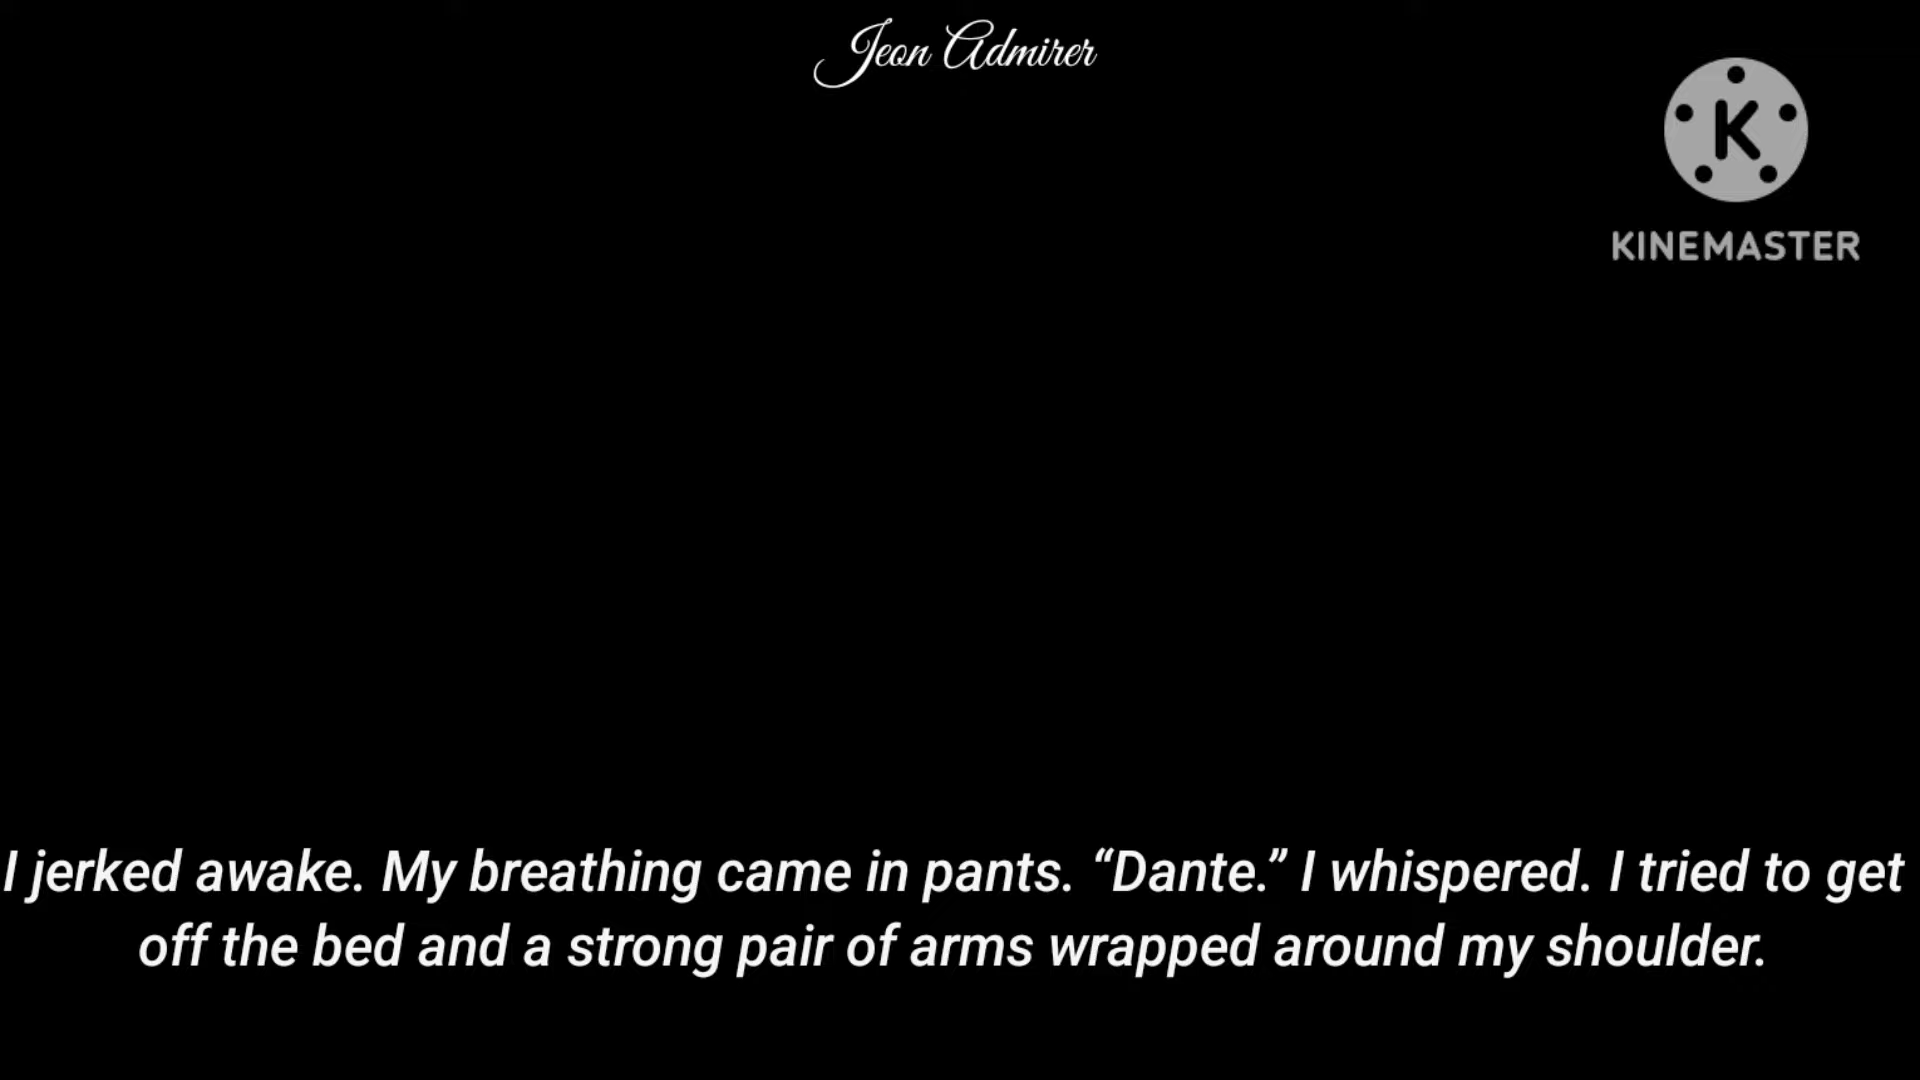 Jeon Admirer
K
KINEMASTER
I jerked awake. My breathing came in pants. “Dante.” I whispered. I tried to get
off the bed and a strong pair of arms wrapped around my shoulder.